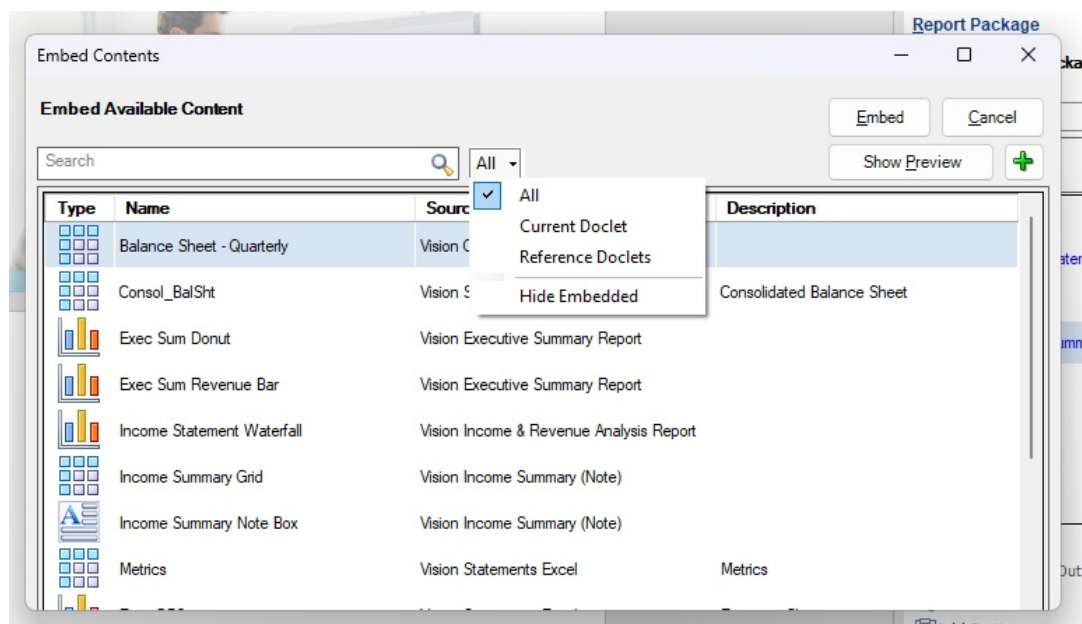 Report Package
Embed Contents
Embed Available Content
Embed
Cancel
Search
All
Show Preview
Type Name Description
All
Current Doclet
Reference Doclets
Hide Embedded
Balance Sheet - Quarterly Vision
Consol_BalSht Vision Consolidated Balance Sheet
Exec Sum Donut Vision Executive Summary Report
Exec Sum Revenue Bar Vision Executive Summary Report
Income Statement Waterfall Vision Income & Revenue Analysis Report
Income Summary Grid Vision Income Summary (Note)
Income Summary Note Box Vision Income Summary (Note)
Metrics Vision Statements Excel Metrics